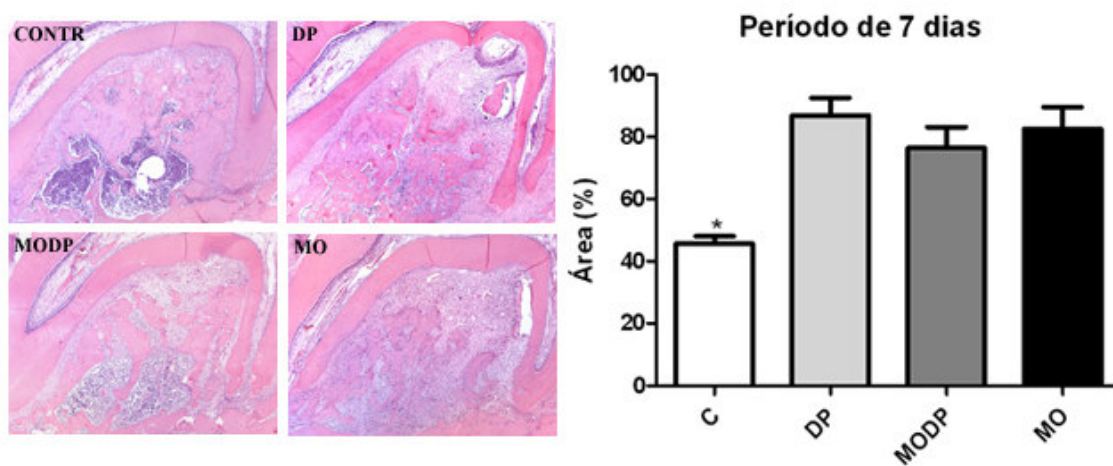 CONTR
DP
MODP
MO
Período de 7 dias
Área (%)
100
80
60
40
20
0
*
C
DP
MODP
MO